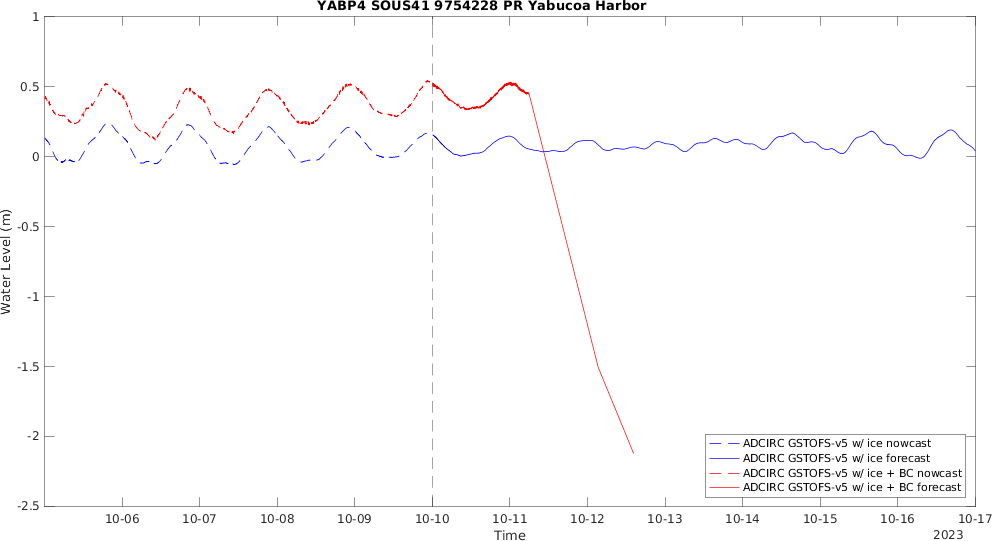 YABP4 SOUS41 9754228 PR Yabucoa Harbor
1
0.5
0
-0.5
-1
-1.5
-2
-2.5
Water Level (m)
ADCIRC GSTOFS-v5 w/ ice nowcast
ADCIRC GSTOFS-v5 w/ ice forecast
ADCIRC GSTOFS-v5 w/ ice + BC nowcast
ADCIRC GSTOFS-v5 w/ ice + BC forecast
10-06 10-07 10-08 10-09 10-10 10-11 10-12 10-13 10-14 10-15 10-16 10-17
Time
2023